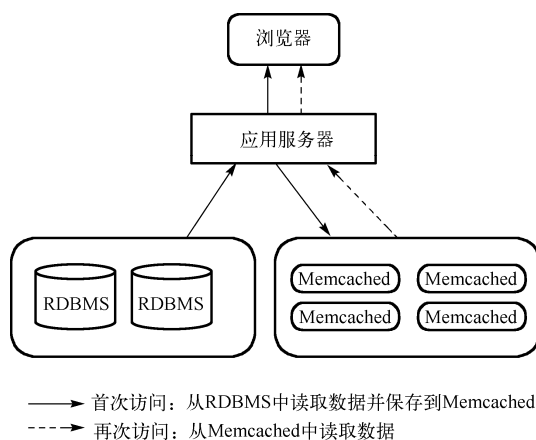 浏览器
应用服务器
RDBMS RDBMS
Memcached Memcached
Memcached Memcached
首次访问：从RDBMS中读取数据并保存到Memcached
再次访问：从Memcached中读取数据